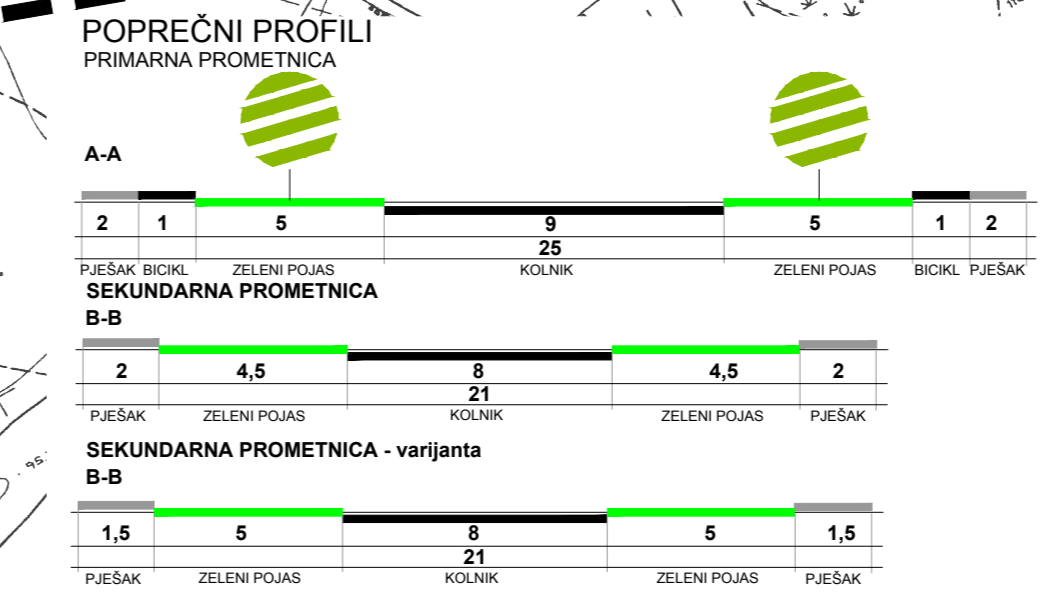 POPREČNI PROFILI
PRIMARNA PROMETNICA
A-A
2 1 5 9 5 1 2
25
PJEŠAK BICIKL ZELENI POJAS KOLNIK ZELENI POJAS BICIKL PJEŠAK
SEKUNDARNA PROMETNICA
B-B
2 4,5 8 4,5 2
21
PJEŠAK ZELENI POJAS KOLNIK ZELENI POJAS PJEŠAK
SEKUNDARNA PROMETNICA - varijanta
B-B
1,5 5 8 5 1,5
21
PJEŠAK ZELENI POJAS KOLNIK ZELENI POJAS PJEŠAK